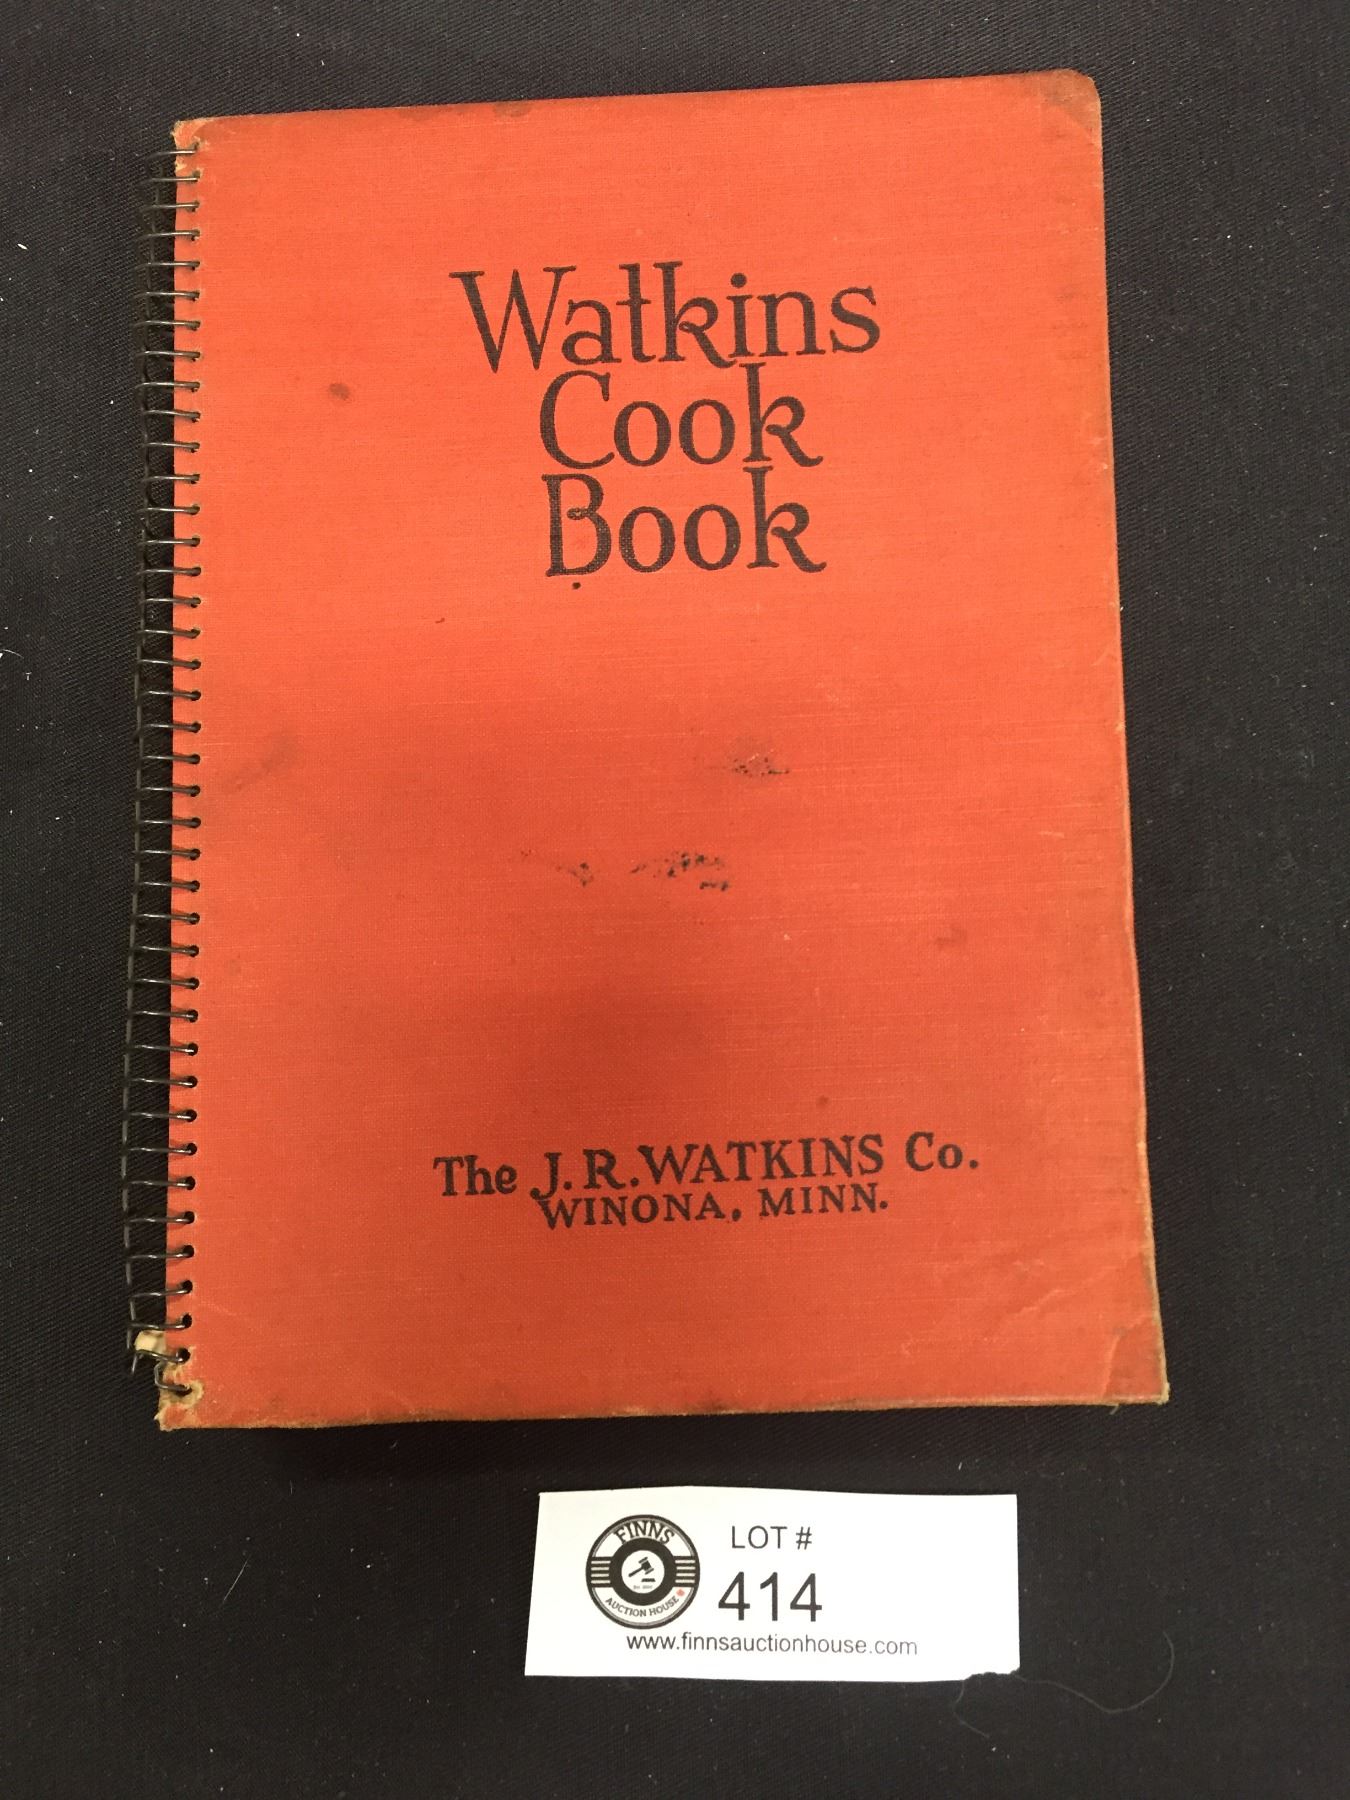 Watkins
Cook
Book
The J.R. WATKINS Co.
WINONA, MINN.
FINNS
AUCTION HOUSE
LOT #
414
www.finnsauctionhouse.com